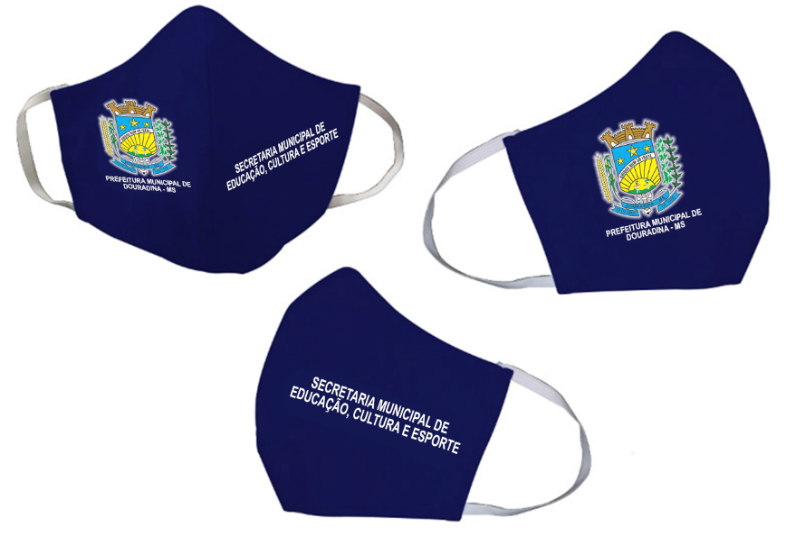 PREFEITURA MUNICIPAL DE
DOURADINA - MS
SECRETARIA MUNICIPAL DE
EDUCAÇÃO, CULTURA E ESPORTE
PREFEITURA MUNICIPAL DE
DOURADINA - MS
SECRETARIA MUNICIPAL DE
EDUCAÇÃO, CULTURA E ESPORTE